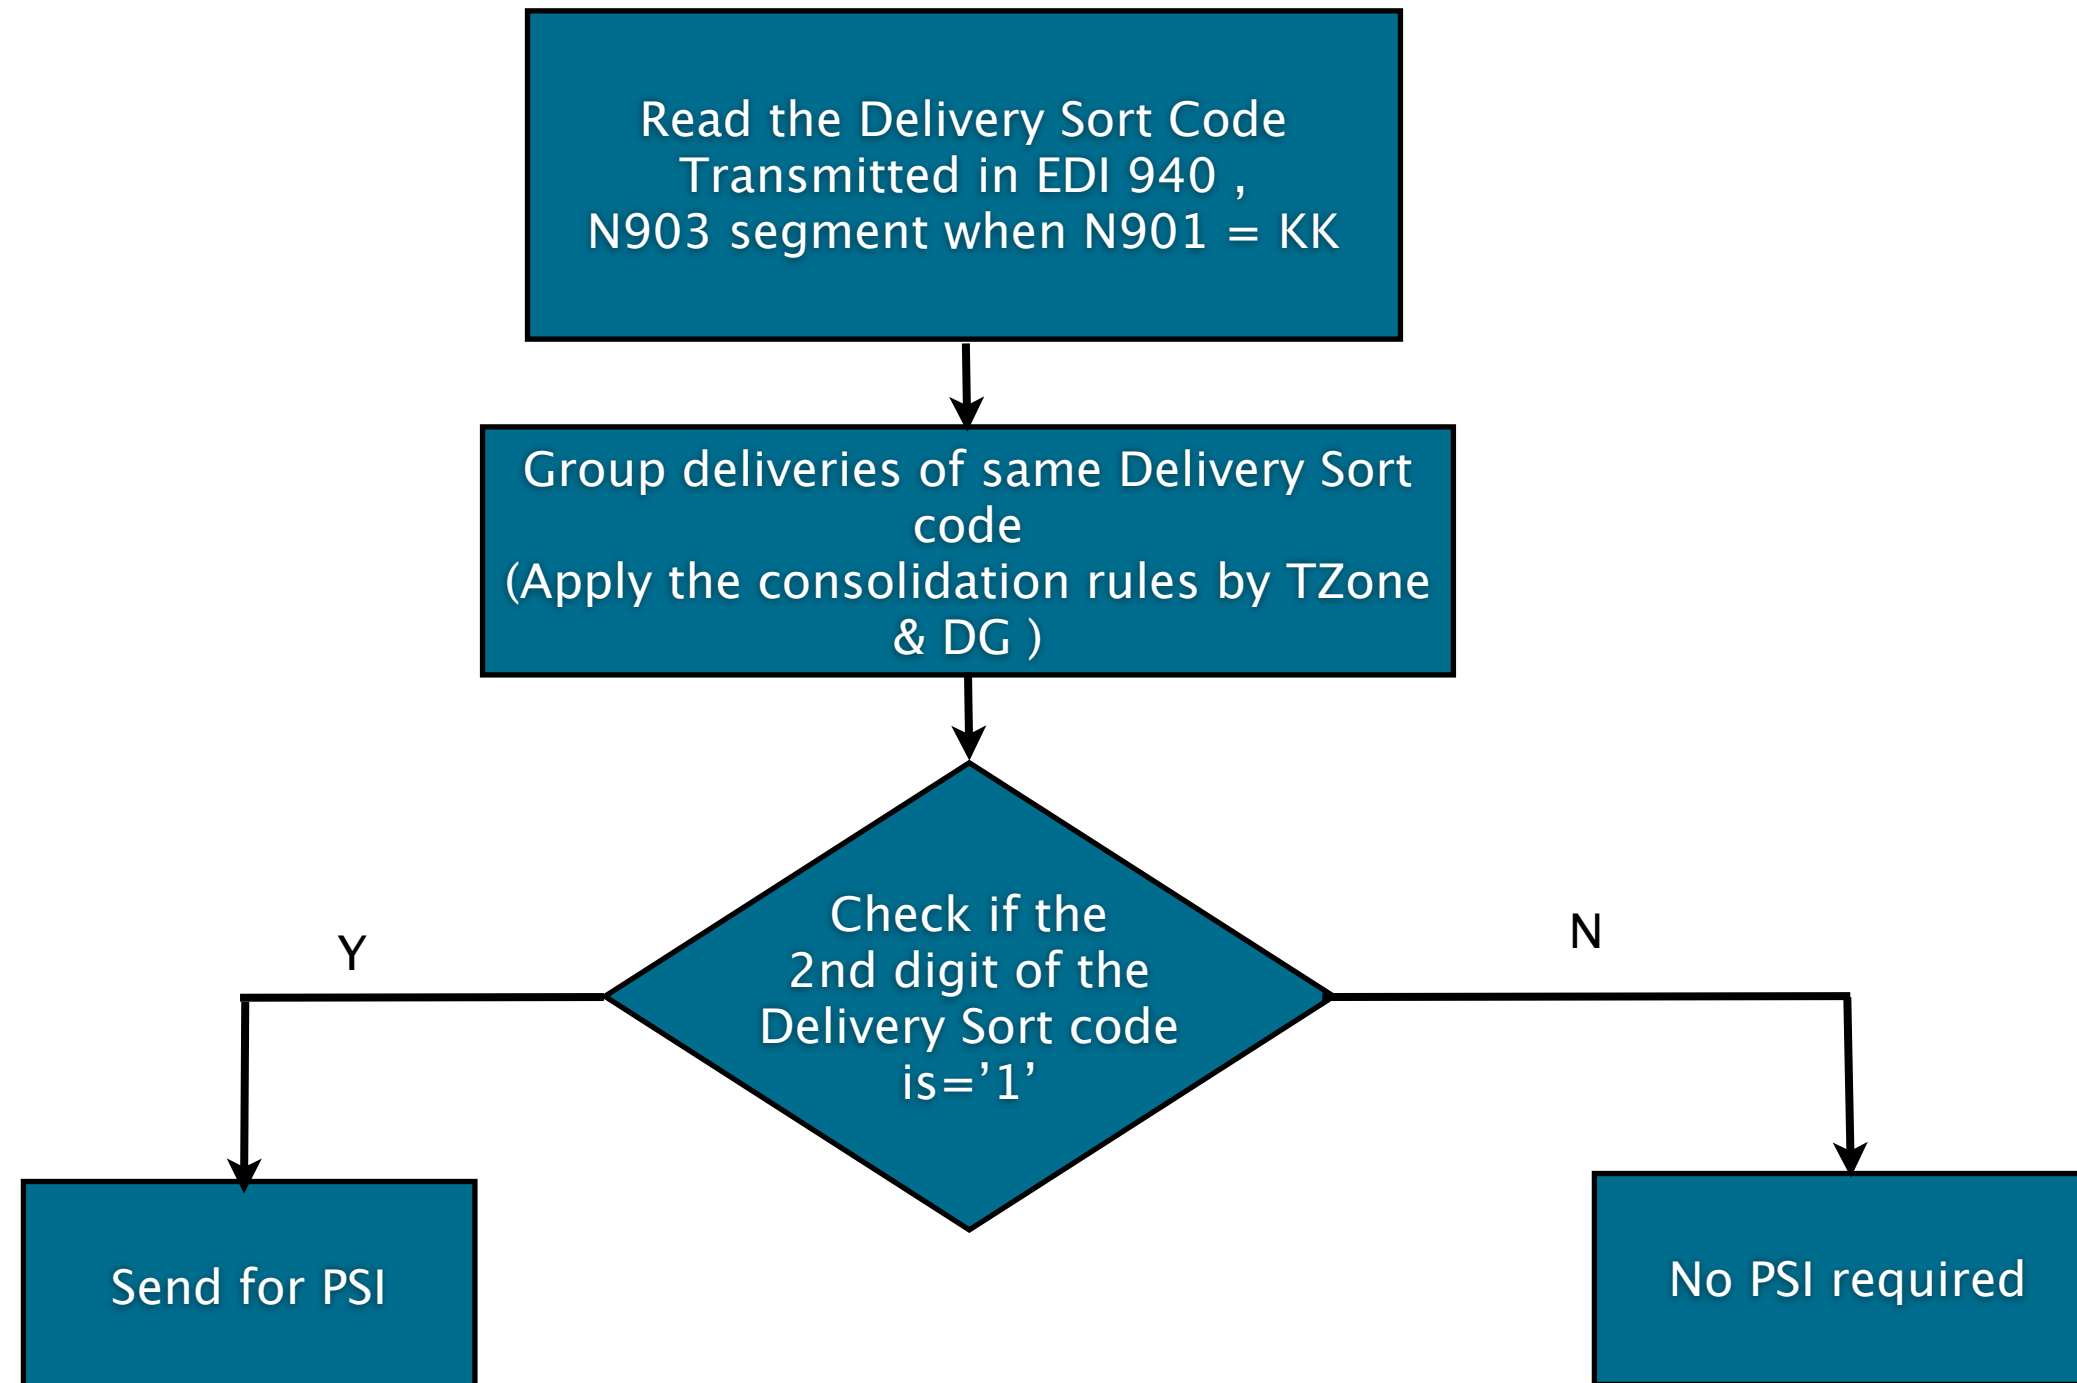 Read the Delivery Sort Code
Transmitted in EDI 940 ,
N903 segment when N901 = KK
Group deliveries of same Delivery Sort
code
(Apply the consolidation rules by TZone
& DG )
Check if the
2nd digit of the
Delivery Sort code
is=’1’
Y
N
Send for PSI
No PSI required